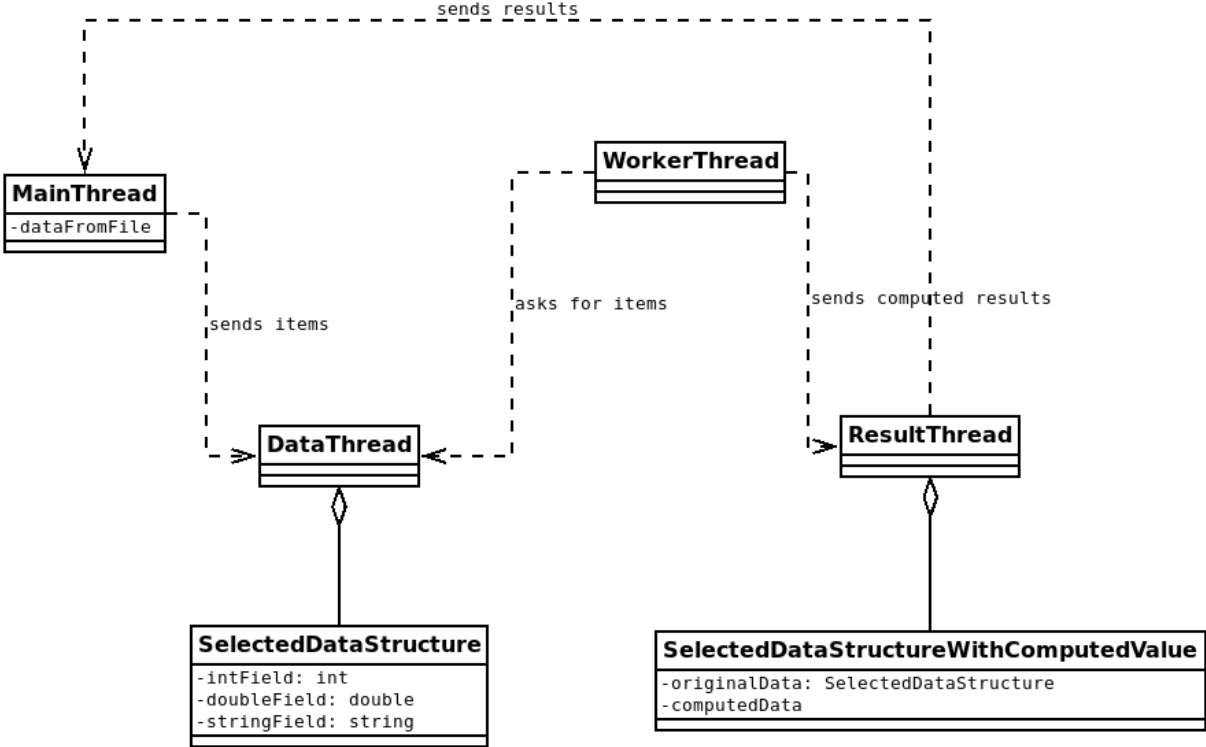 sends results
WorkerThread
MainThread
-dataFromFile
sends items
asks for items
sends computed results
DataThread
ResultThread
SelectedDataStructure
-intField: int
-doubleField: double
-stringField: string
SelectedDataStructureWithComputedValue
-originalData: SelectedDataStructure
-computedData